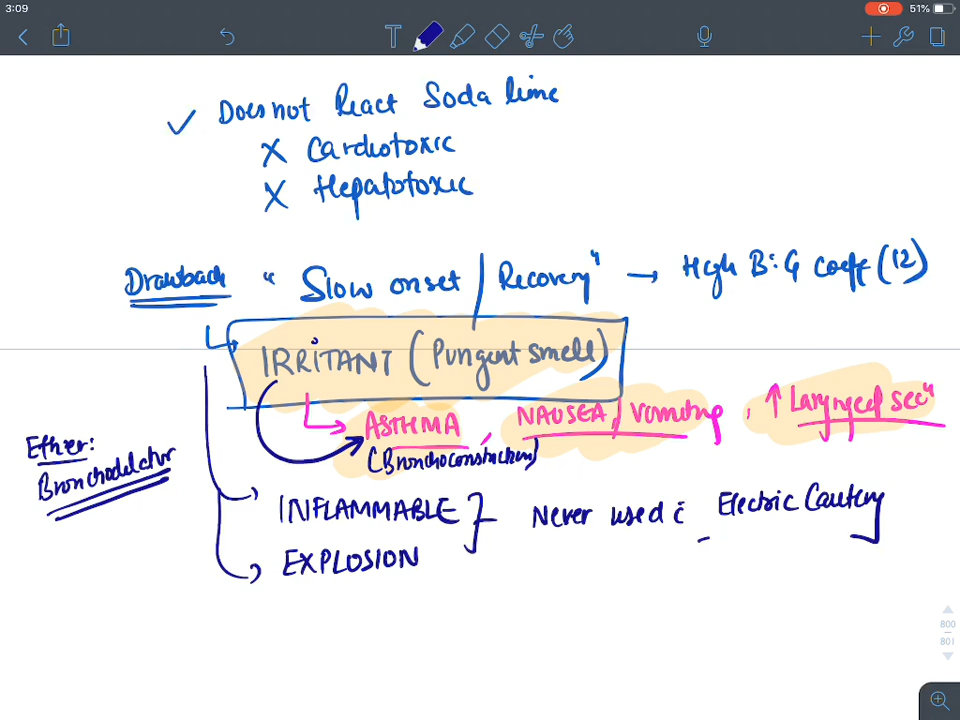 3:09
51%
T
✓ Does not React Soda lime
X Cardiotoxic
X Hepatotoxic
Drawback " Slow onset / Recovery" → High B:G coeff (12)
IRRITANT (Pungent smell)
ASTHMA, NAUSEA / Vomiting, ↑ Laryngeal sec"
(Bronchoconstriction)
Ether:
Bronchodilator
INFLAMMABLE } Never used c̄ Electric Cautery
EXPLOSION
800
801